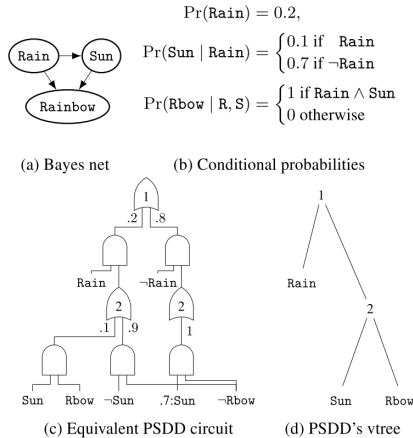 Rain
Sun
Rainbow
(a) Bayes net
Pr(Rain) = 0.2,
Pr(Sun | Rain) = { 0.1 if Rain
0.7 if ¬Rain
Pr(Rbow | R, S) = { 1 if Rain ∧ Sun
0 otherwise
(b) Conditional probabilities
1
.2 .8
Rain ¬Rain
2 2
.1 .9 1
Sun Rbow ¬Sun .7:Sun ¬Rbow
(c) Equivalent PSDD circuit
1
Rain
2
Sun Rbow
(d) PSDD's vtree